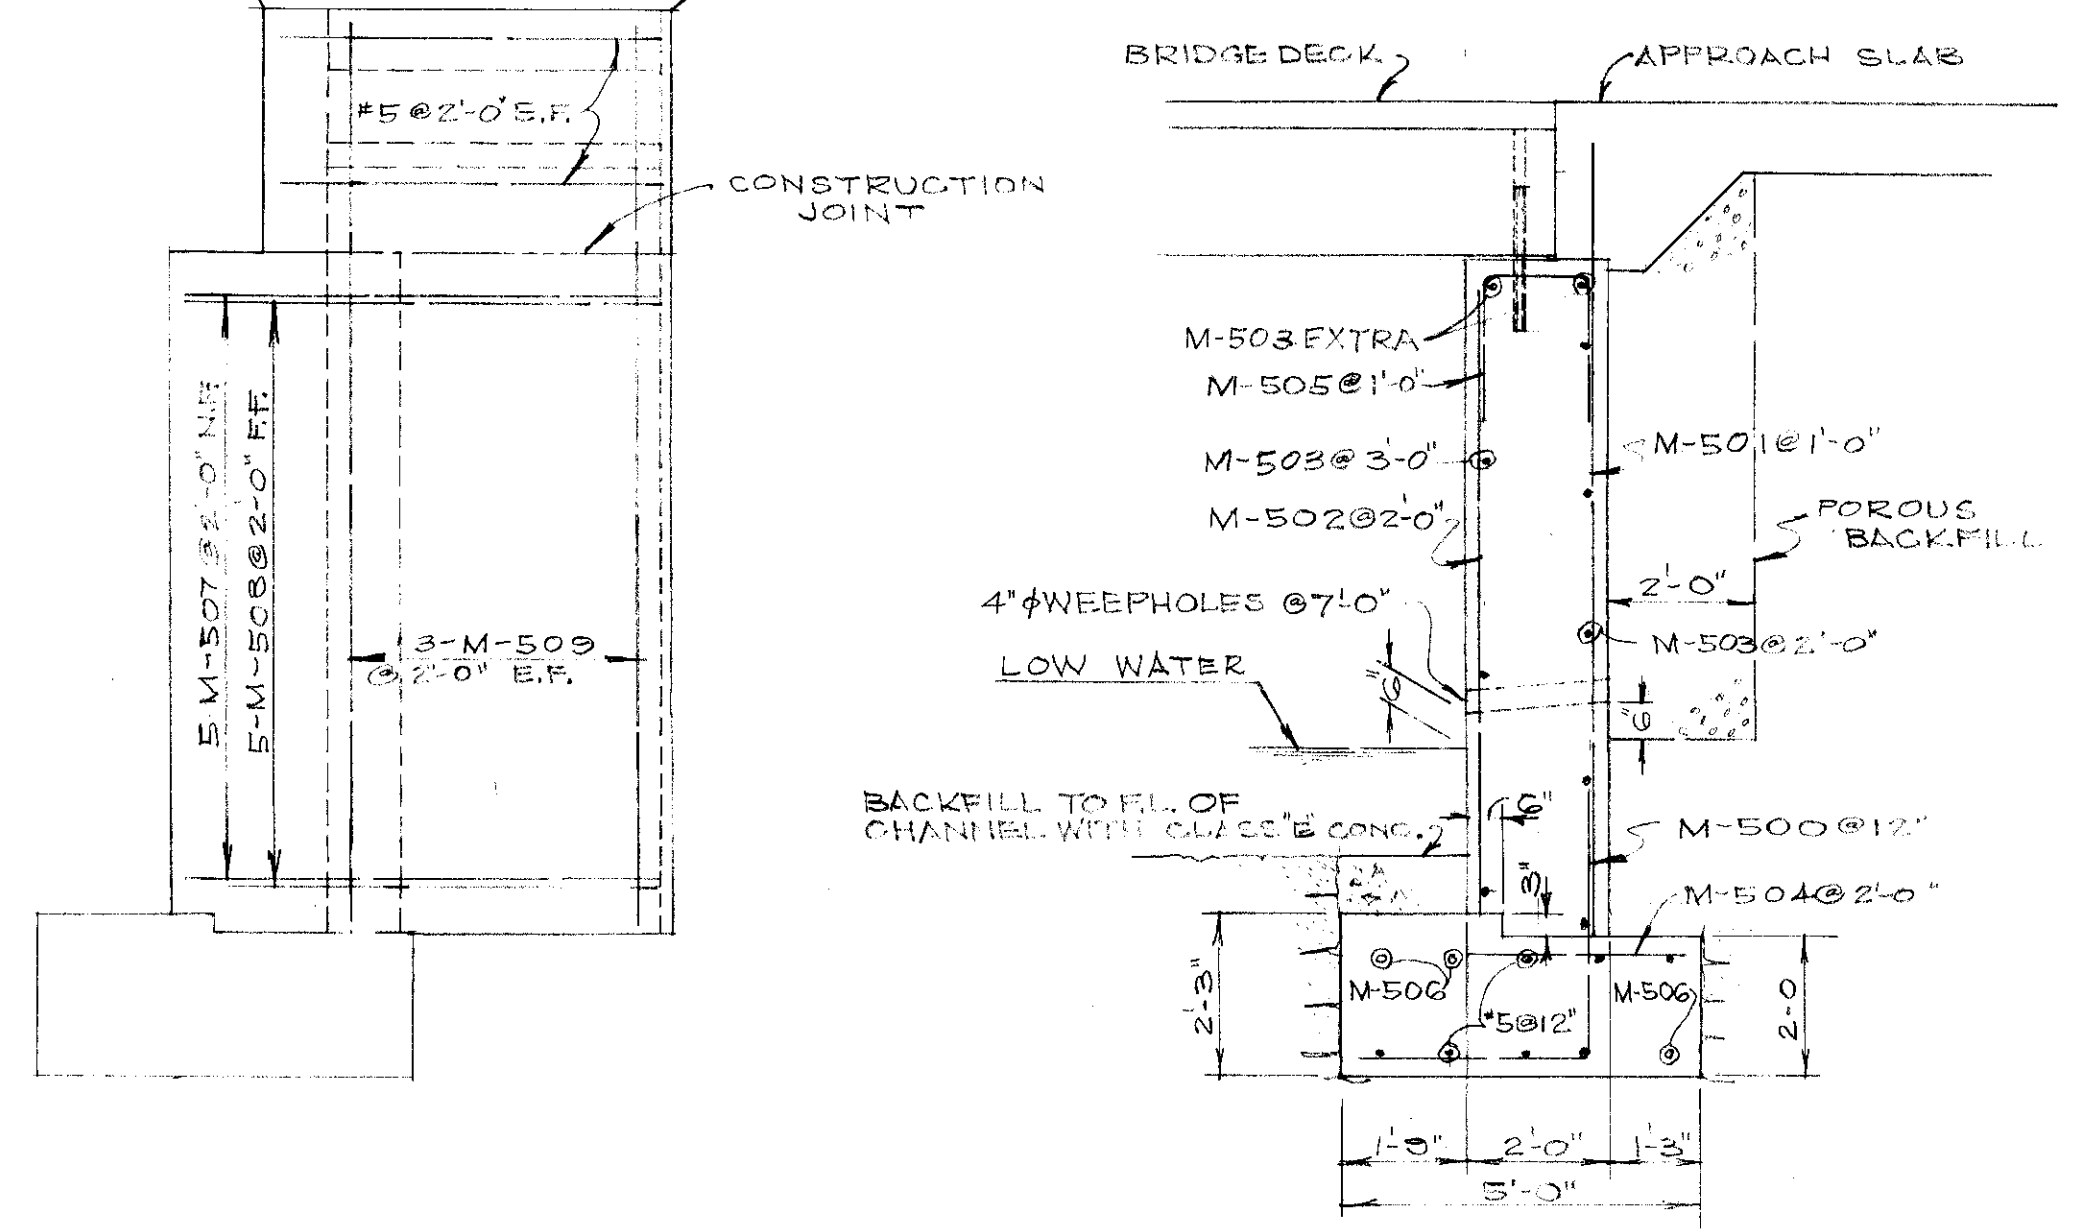 #5 @ 2'-0" E.F.
CONSTRUCTION
JOINT
5-M-507 @ 2'-0" N.F.
5-M-508 @ 2'-0" F.F.
3-M-509
@ 2'-0" E.F.
BRIDGE DECK
APPROACH SLAB
M-503 EXTRA
M-505 @ 1'-0"
M-501 @ 1'-0"
M-503 @ 3'-0"
M-502 @ 2'-0"
POROUS
BACKFILL
2'-0"
4" φ WEEPHOLES @ 7'-0"
M-503 @ 2'-0"
LOW WATER
6"
6"
BACKFILL TO F.L. OF
CHANNEL WITH CLASS "E" CONC.
6"
M-500 @ 12"
3"
M-504 @ 2'-0"
2'-3"
M-506
M-506
#5 @ 12"
2-0
1'-9"
2'-0"
1'-3"
5'-0"